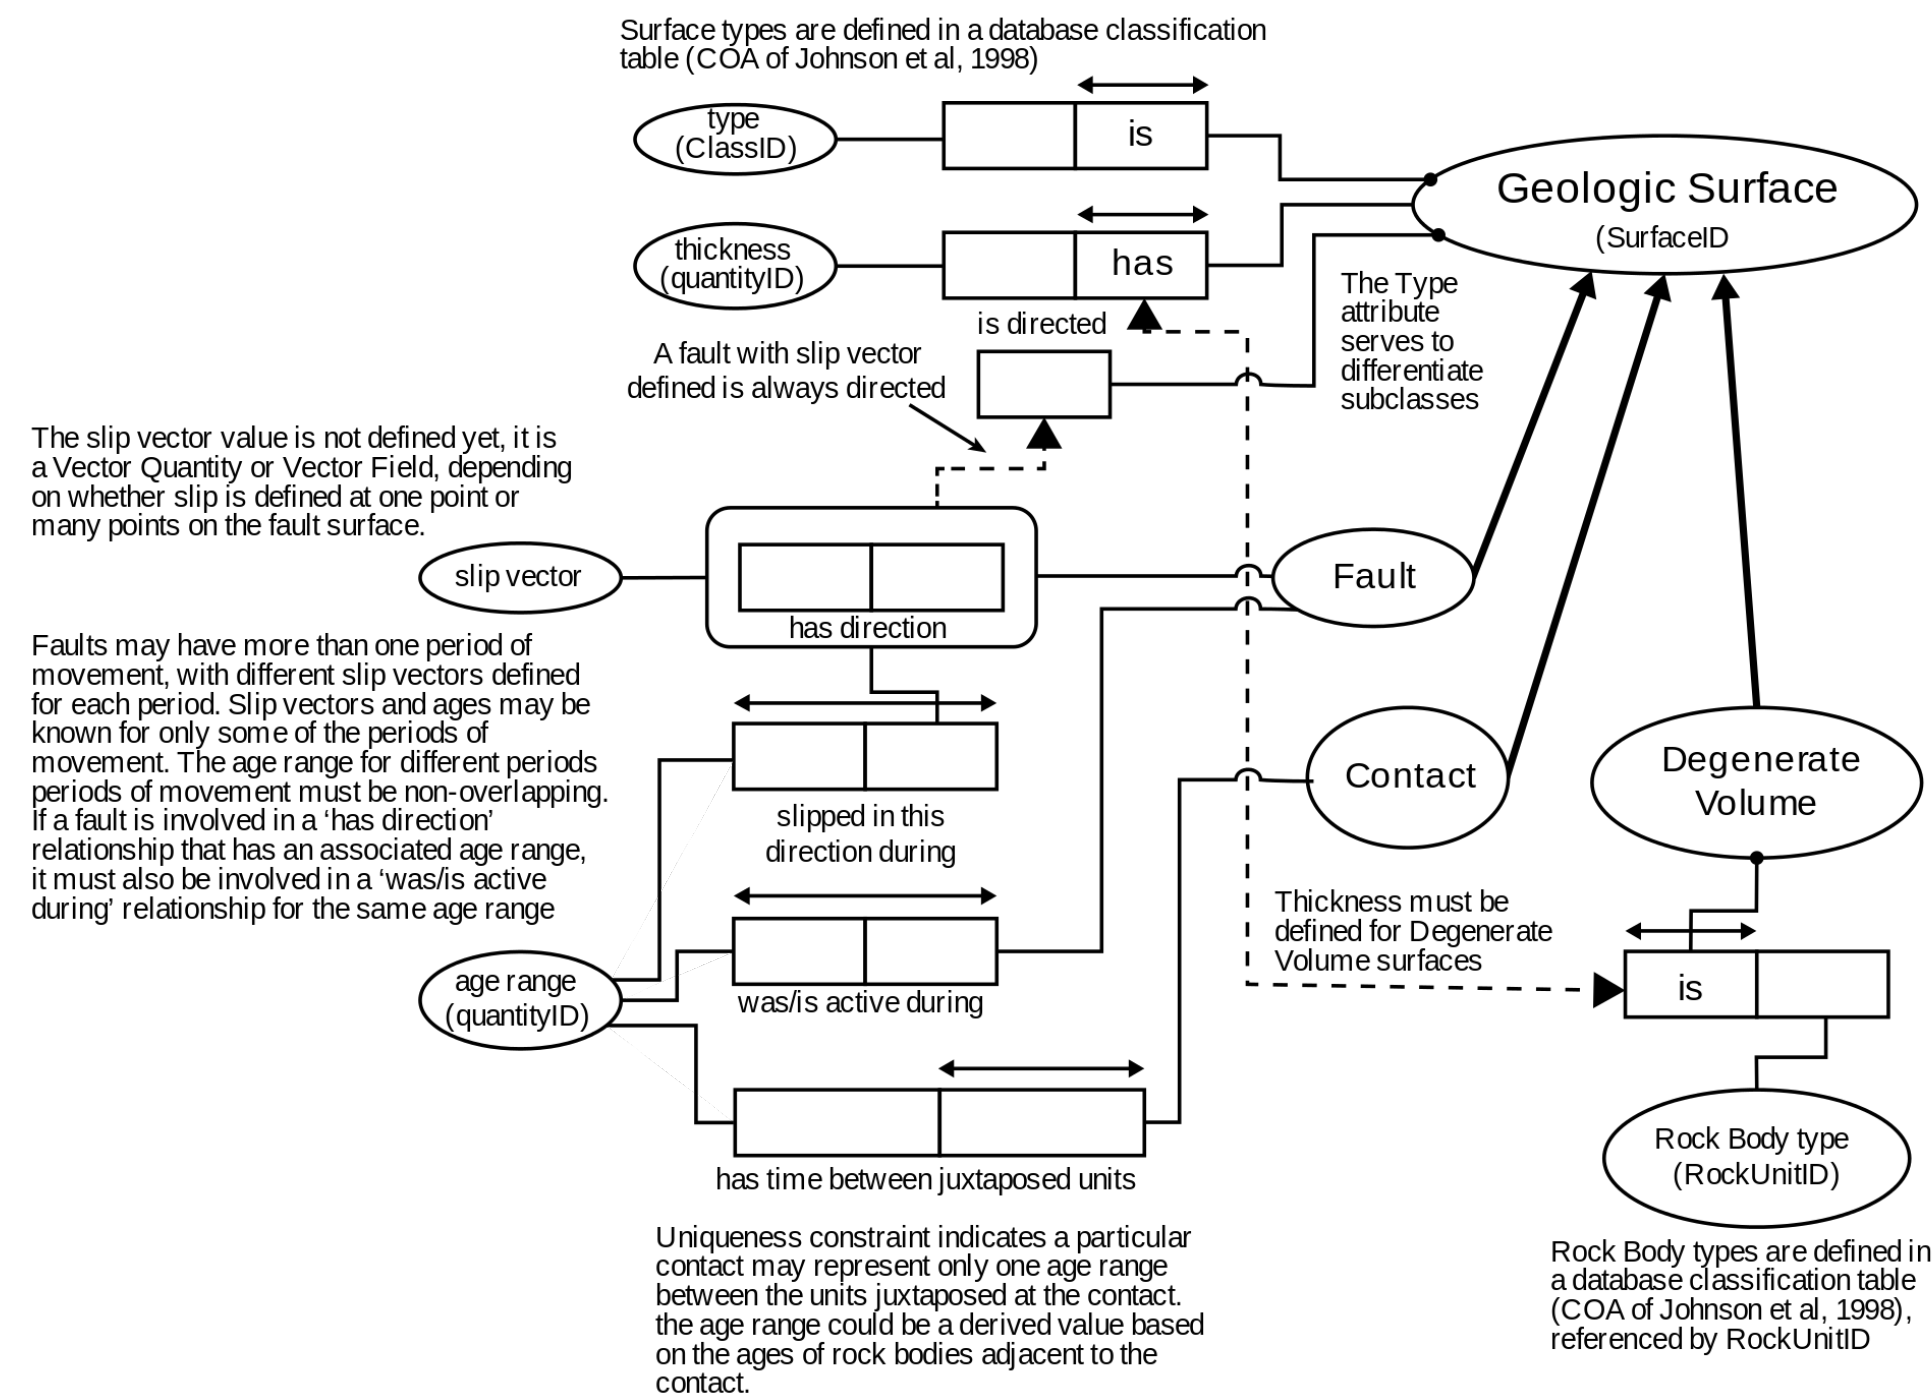 Surface types are defined in a database classification
table (COA of Johnson et al, 1998)
type
(ClassID)
is
Geologic Surface
(SurfaceID
thickness
(quantityID)
has
is directed
The Type
attribute
serves to
differentiate
subclasses
A fault with slip vector
defined is always directed
The slip vector value is not defined yet, it is
a Vector Quantity or Vector Field, depending
on whether slip is defined at one point or
many points on the fault surface.
slip vector
has direction
Fault
Faults may have more than one period of
movement, with different slip vectors defined
for each period. Slip vectors and ages may be
known for only some of the periods of
movement. The age range for different periods
periods of movement must be non-overlapping.
If a fault is involved in a ‘has direction’
relationship that has an associated age range,
it must also be involved in a ‘was/is active
during’ relationship for the same age range
slipped in this
direction during
Contact
Degenerate
Volume
Thickness must be
defined for Degenerate
Volume surfaces
is
age range
(quantityID)
was/is active during
has time between juxtaposed units
Rock Body type
(RockUnitID)
Uniqueness constraint indicates a particular
contact may represent only one age range
between the units juxtaposed at the contact.
the age range could be a derived value based
on the ages of rock bodies adjacent to the
contact.
Rock Body types are defined in
a database classification table
(COA of Johnson et al, 1998),
referenced by RockUnitID